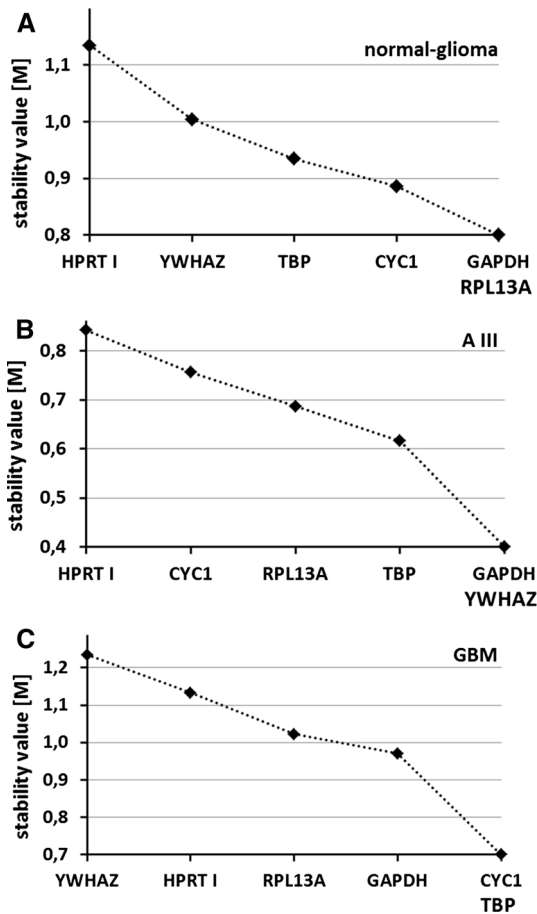 A
normal-glioma
stability value [M]
1,1
1,0
0,9
0,8
HPRT I YWHAZ TBP CYC1 GAPDH
RPL13A
B
A III
stability value [M]
0,8
0,7
0,6
0,5
0,4
HPRT I CYC1 RPL13A TBP GAPDH
YWHAZ
C
GBM
stability value [M]
1,2
1,1
1,0
0,9
0,8
0,7
YWHAZ HPRT I RPL13A GAPDH CYC1
TBP